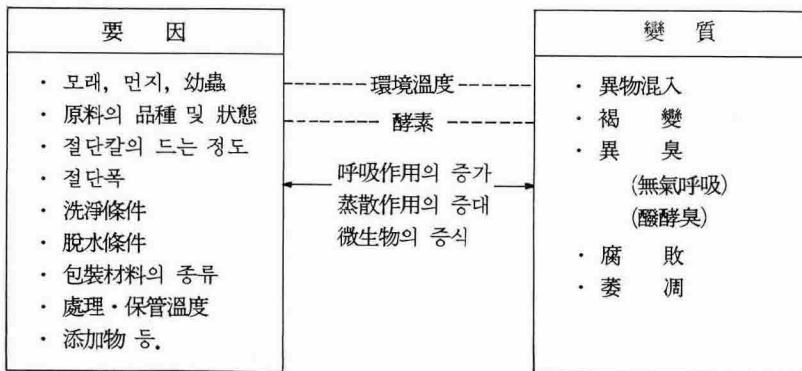 要 因
· 모래, 먼지, 幼蟲
· 原料의 品種 및 狀態
· 절단칼의 드는 정도
· 절단폭
· 洗淨條件
· 脫水條件
· 包裝材料의 종류
· 處理·保管溫度
· 添加物 등.
環境溫度
酵素
呼吸作用의 증가
蒸散作用의 증대
微生物의 증식
變 質
· 異物混入
· 褐 變
· 異 臭
(無氣呼吸)
(醱酵臭)
· 腐 敗
· 萎 凋